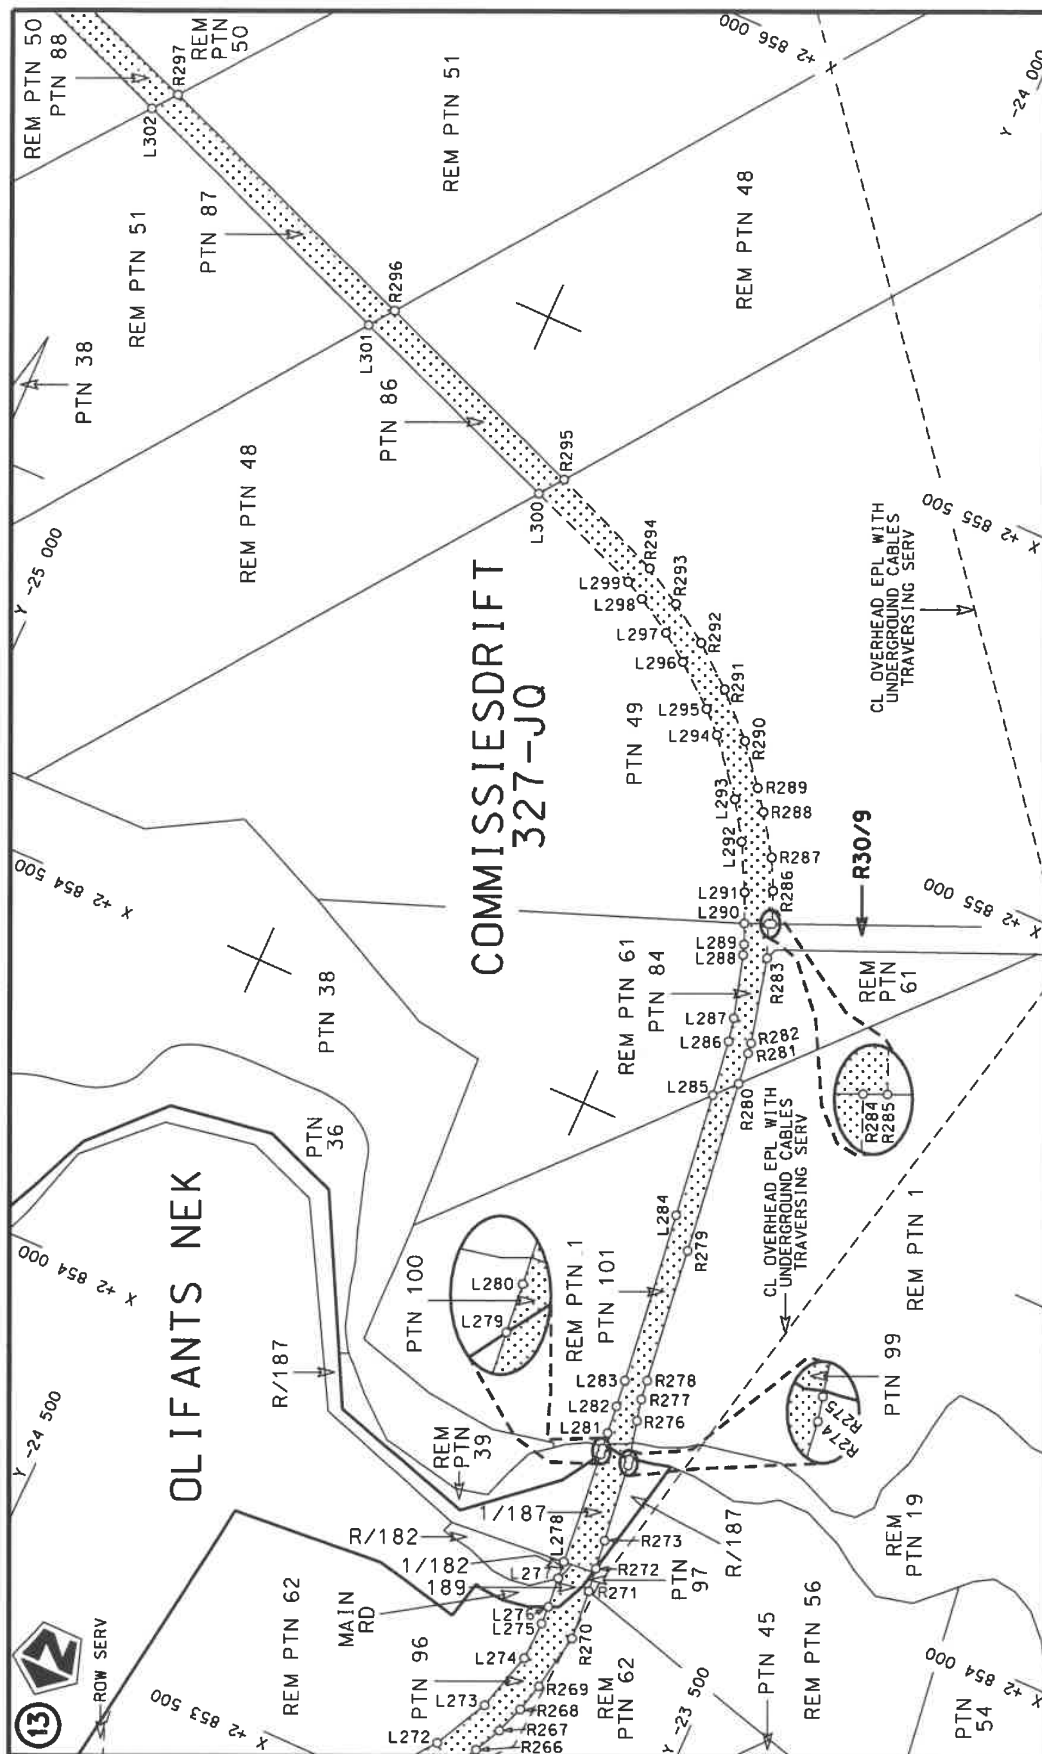 REM PTN 50
PTN 88
R297
REM
PTN
50
L302
REM PTN 51
PTN 87
REM PTN 51
X +2 856 000
Y -24 000
PTN 38
R296
L301
PTN 86
REM PTN 48
REM PTN 48
Y -25 000
R295
L300
X +2 855 500
CL OVERHEAD EPL WITH
UNDERGROUND CABLES
TRAVERSING SERV
COMMISSIESDRIFT
327-JQ
R294
L299
R293
L298
L297
R292
L296
R291
L295
L294
R290
PTN 49
L293
R289
R288
L292
R287
L291
R286
R30/9
L290
L289
L288
R283
X +2 854 500
X +2 855 000
PTN 38
REM PTN 61
PTN 84
REM
PTN
61
L287
L286
R282
R281
L285
R280
R284
R285
CL OVERHEAD EPL WITH
UNDERGROUND CABLES
TRAVERSING SERV
PTN
36
OLIFANTS NEK
X +2 854 000
L284
R279
L280
L279
PTN 100
REM PTN 1
PTN 101
REM PTN 1
R/187
L283
R278
L282
R277
R276
L281
PTN 99
R275
R274
REM
PTN
39
1/187
R/182
1/182
189
MAIN
RD
L278
L277
R273
R272
R271
R/187
PTN
97
REM
PTN 19
Y -24 500
L276
L275
R270
L274
PTN 96
REM PTN 62
R269
L273
R268
R267
L272
R266
REM
PTN
62
Y -23 500
PTN 45
REM PTN 56
X +2 854 000
PTN
54
X +2 853 500
ROW SERV
13